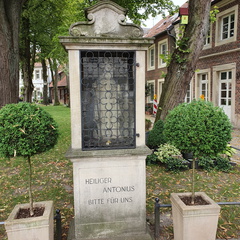 HEILIGER
ANTONIUS
BITTE FÜR UNS